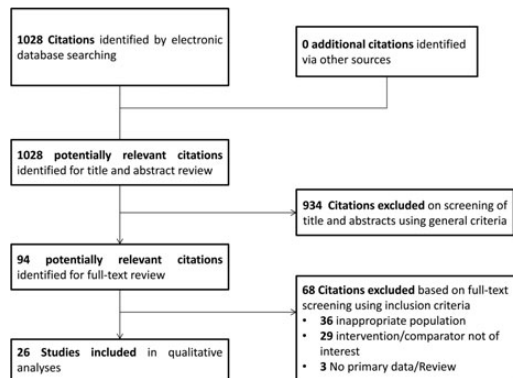 1028 Citations identified by electronic
database searching
0 additional citations identified
via other sources
1028 potentially relevant citations
identified for title and abstract review
934 Citations excluded on screening of
title and abstracts using general criteria
94 potentially relevant citations
identified for full-text review
68 Citations excluded based on full-text
screening using inclusion criteria
• 36 inappropriate population
• 29 intervention/comparator not of
interest
• 3 No primary data/Review
26 Studies included in qualitative
analyses